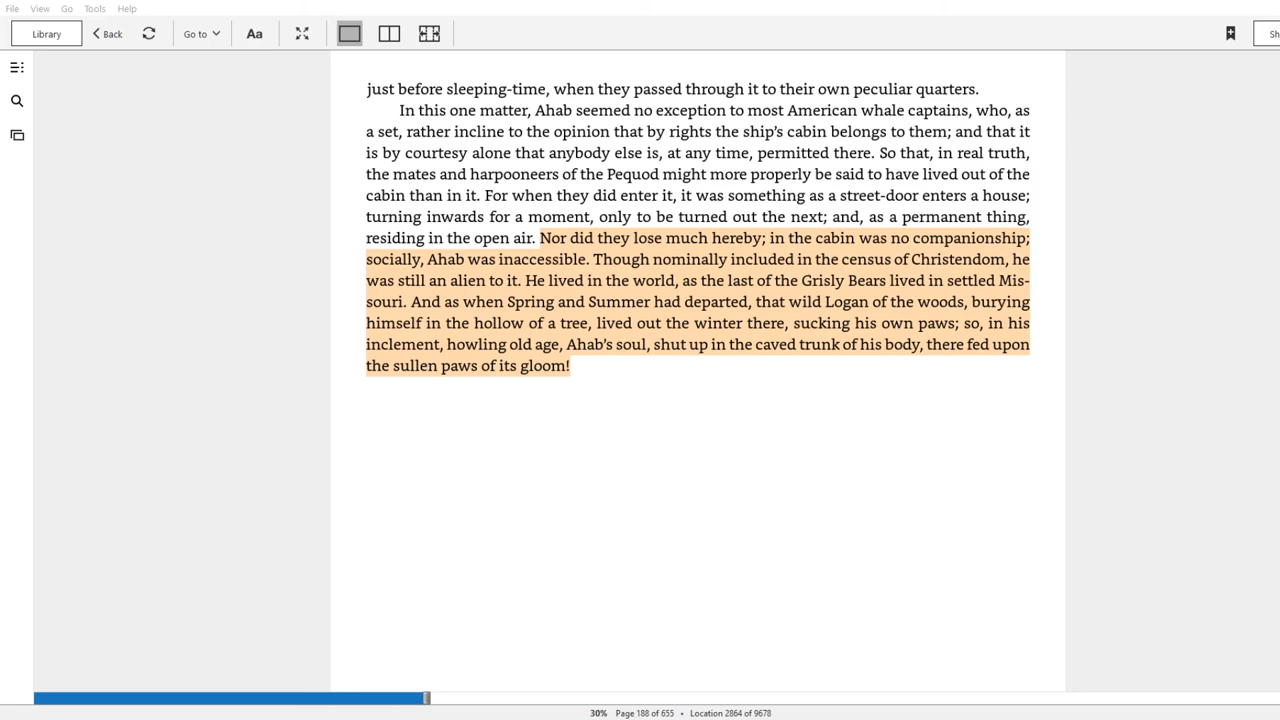 File View Go Tools Help
Library Back Go to Aa Sh
just before sleeping-time, when they passed through it to their own peculiar quarters.
In this one matter, Ahab seemed no exception to most American whale captains, who, as
a set, rather incline to the opinion that by rights the ship’s cabin belongs to them; and that it
is by courtesy alone that anybody else is, at any time, permitted there. So that, in real truth,
the mates and harpooneers of the Pequod might more properly be said to have lived out of the
cabin than in it. For when they did enter it, it was something as a street-door enters a house;
turning inwards for a moment, only to be turned out the next; and, as a permanent thing,
residing in the open air. Nor did they lose much hereby; in the cabin was no companionship;
socially, Ahab was inaccessible. Though nominally included in the census of Christendom, he
was still an alien to it. He lived in the world, as the last of the Grisly Bears lived in settled Mis-
souri. And as when Spring and Summer had departed, that wild Logan of the woods, burying
himself in the hollow of a tree, lived out the winter there, sucking his own paws; so, in his
inclement, howling old age, Ahab’s soul, shut up in the caved trunk of his body, there fed upon
the sullen paws of its gloom!
30% Page 188 of 655 • Location 2864 of 9678